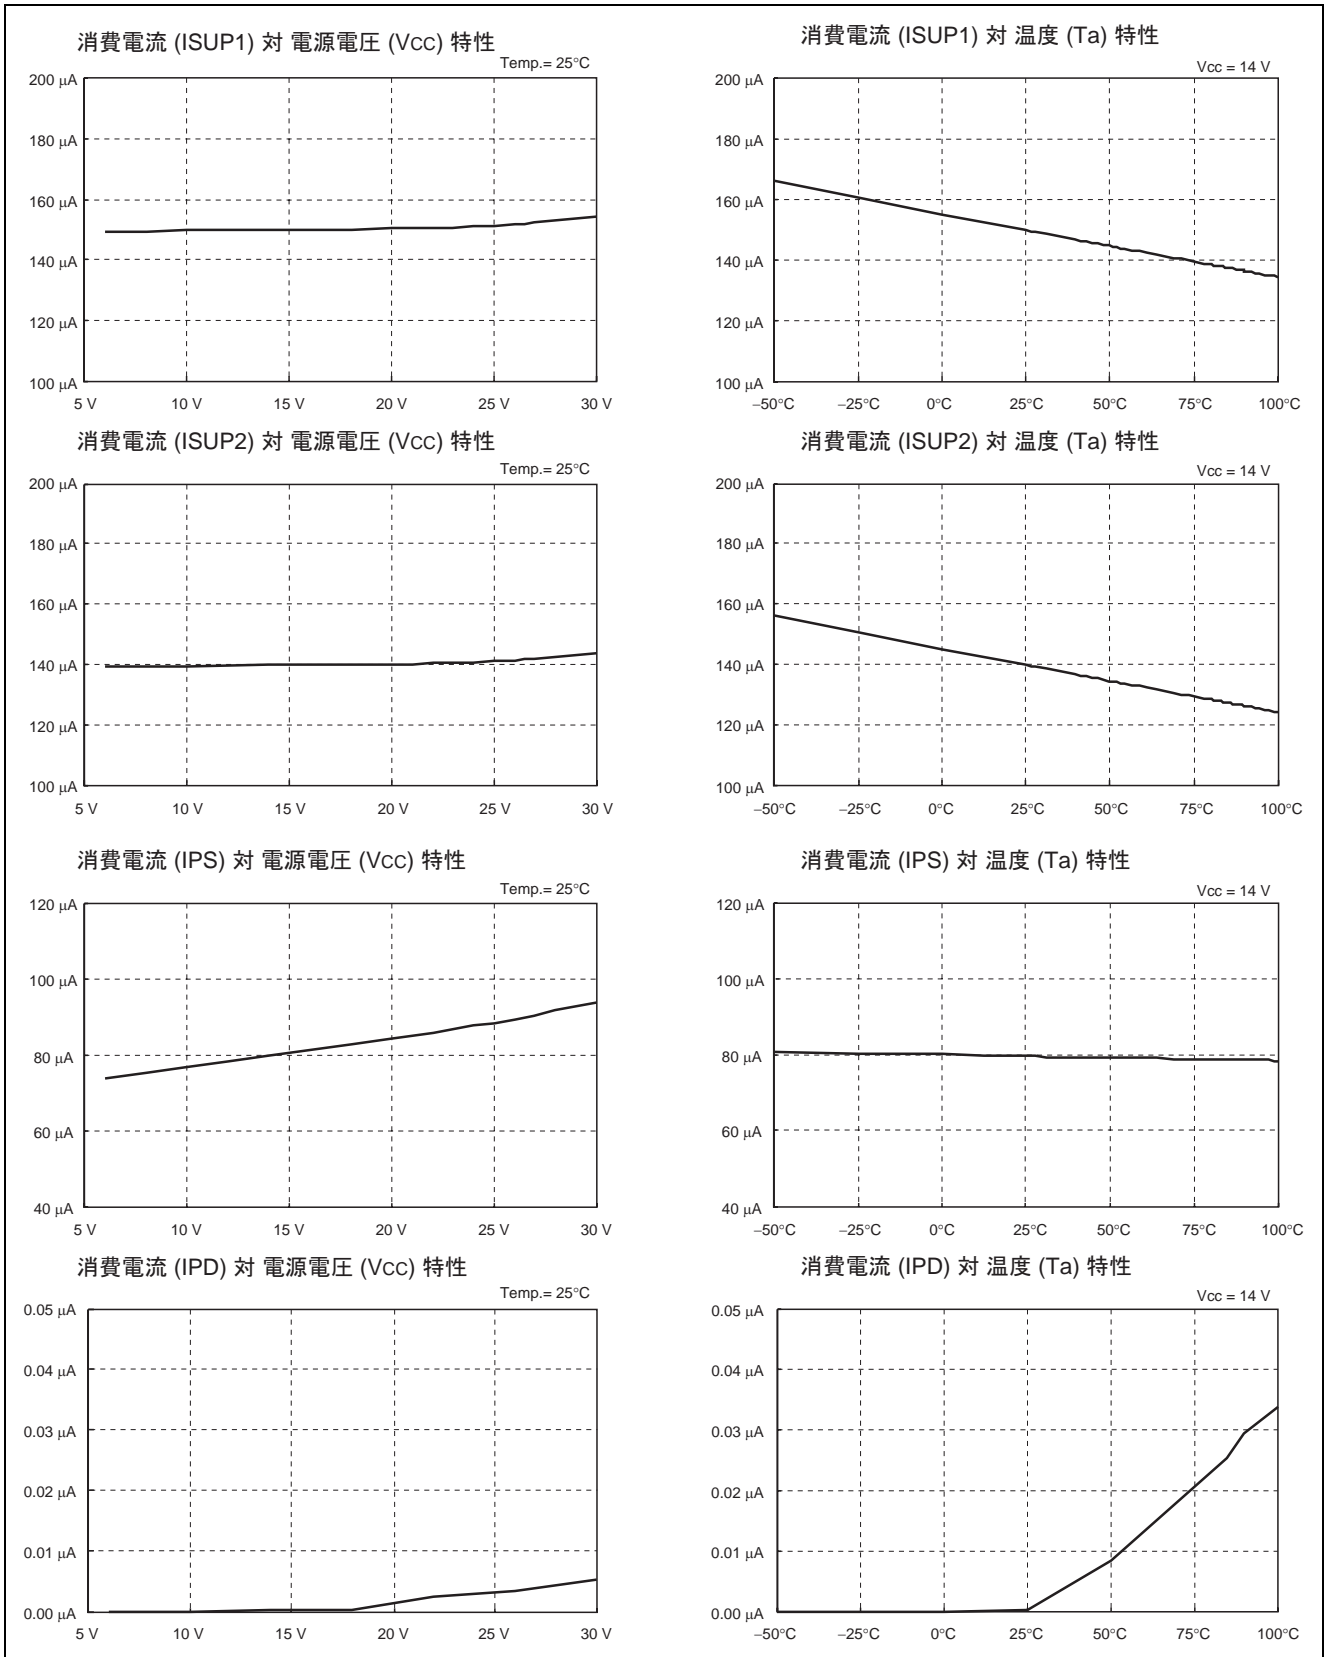 消費電流 (ISUP1) 対 電源電圧 (VCC) 特性
Temp.= 25°C
200 μA
180 μA
160 μA
140 μA
120 μA
100 μA
5 V 10 V 15 V 20 V 25 V 30 V
消費電流 (ISUP1) 対 温度 (Ta) 特性
Vcc = 14 V
200 μA
180 μA
160 μA
140 μA
120 μA
100 μA
−50°C −25°C 0°C 25°C 50°C 75°C 100°C
消費電流 (ISUP2) 対 電源電圧 (VCC) 特性
Temp.= 25°C
200 μA
180 μA
160 μA
140 μA
120 μA
100 μA
5 V 10 V 15 V 20 V 25 V 30 V
消費電流 (ISUP2) 対 温度 (Ta) 特性
Vcc = 14 V
200 μA
180 μA
160 μA
140 μA
120 μA
100 μA
−50°C −25°C 0°C 25°C 50°C 75°C 100°C
消費電流 (IPS) 対 電源電圧 (VCC) 特性
Temp.= 25°C
120 μA
100 μA
80 μA
60 μA
40 μA
5 V 10 V 15 V 20 V 25 V 30 V
消費電流 (IPS) 対 温度 (Ta) 特性
Vcc = 14 V
120 μA
100 μA
80 μA
60 μA
40 μA
−50°C −25°C 0°C 25°C 50°C 75°C 100°C
消費電流 (IPD) 対 電源電圧 (VCC) 特性
Temp.= 25°C
0.05 μA
0.04 μA
0.03 μA
0.02 μA
0.01 μA
0.00 μA
5 V 10 V 15 V 20 V 25 V 30 V
消費電流 (IPD) 対 温度 (Ta) 特性
Vcc = 14 V
0.05 μA
0.04 μA
0.03 μA
0.02 μA
0.01 μA
0.00 μA
−50°C −25°C 0°C 25°C 50°C 75°C 100°C